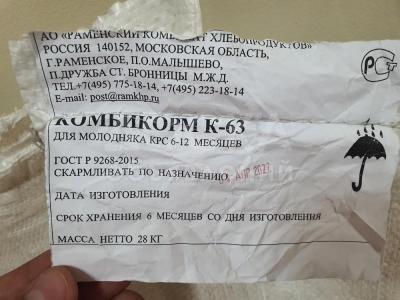 АО «РАМЕНСКИЙ КОМБИНАТ ХЛЕБОПРОДУКТОВ»
РОССИЯ 140152, МОСКОВСКАЯ ОБЛАСТЬ,
Г.РАМЕНСКОЕ, П.О.МАЛЫШЕВО,
П.ДРУЖБА СТ. БРОННИЦЫ М.Ж.Д.
ТЕЛ.+7(495) 775-18-14, +7(495) 223-18-14
E-mail: post@ramkhp.ru
РСТ
КОМБИКОРМ К-63
ДЛЯ МОЛОДНЯКА КРС 6-12 МЕСЯЦЕВ
ГОСТ Р 9268-2015
СКАРМЛИВАТЬ ПО НАЗНАЧЕНИЮ
АПР
ДАТА ИЗГОТОВЛЕНИЯ
СРОК ХРАНЕНИЯ 6 МЕСЯЦЕВ СО ДНЯ ИЗГОТОВЛЕНИЯ
МАССА НЕТТО 28 КГ